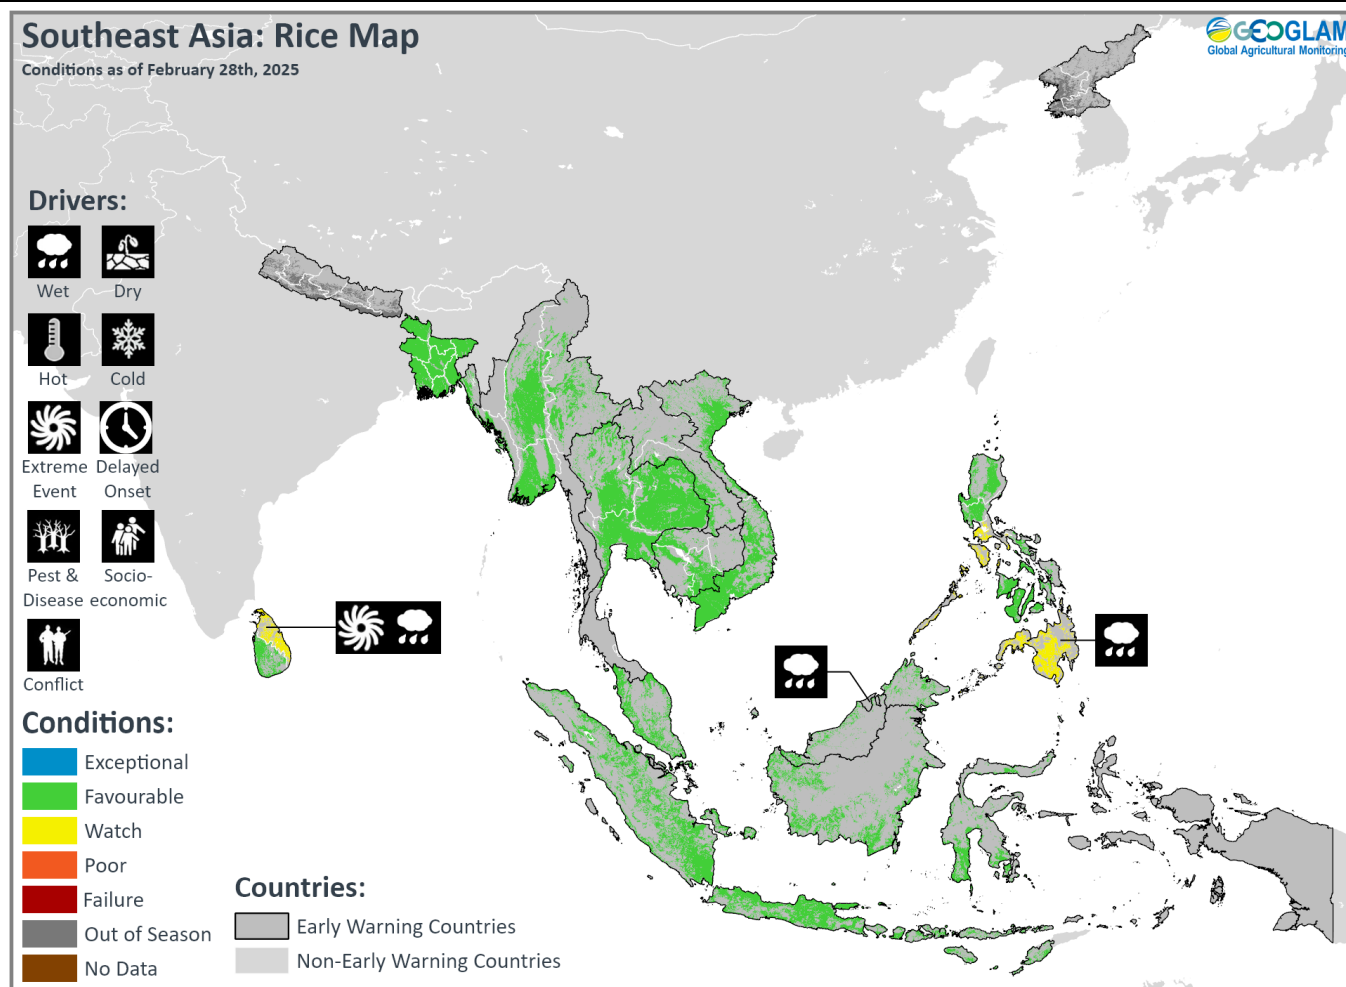 Southeast Asia: Rice Map
Conditions as of February 28th, 2025
GEOGLAM
Global Agricultural Monitoring
Drivers:
Wet
Dry
Hot
Cold
Extreme
Event
Delayed
Onset
Pest &
Disease
Socio-
economic
Conflict
Conditions:
Exceptional
Favourable
Watch
Poor
Failure
Out of Season
No Data
Countries:
Early Warning Countries
Non-Early Warning Countries